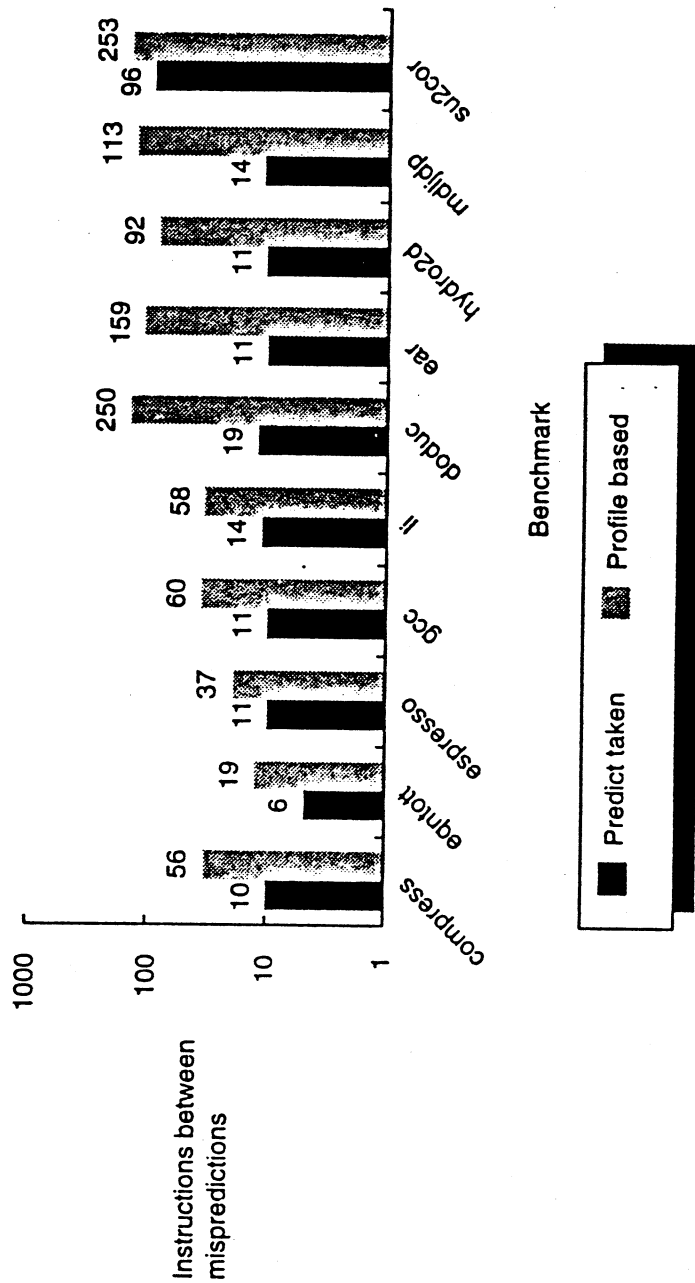 1000
100
10
1
Instructions between
mispredictions
10
56
6
19
11
37
11
60
14
58
19
250
11
159
11
92
14
113
96
253
compress
eqntott
espresso
gcc
li
doduc
ear
hydro2d
mdljdp
su2cor
Benchmark
Predict taken
Profile based